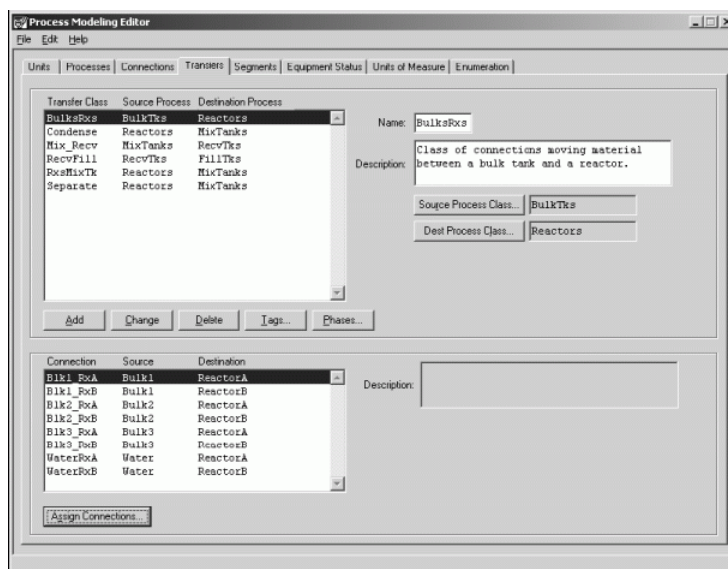 Process Modeling Editor
File Edit Help
Units Processes Connections Transfers Segments Equipment Status Units of Measure Enumeration
Transfer Class Source Process Destination Process
BulksRxs BulkTks Reactors
Condense Reactors MixTanks
Mix_Recv MixTanks RecvTks
RecvFill RecvTks FillTks
RxsMixTk Reactors MixTanks
Separate Reactors MixTanks
Name: BulksRxs
Description: Class of connections moving material
between a bulk tank and a reactor.
Source Process Class... BulkTks
Dest Process Class... Reactors
Add Change Delete Tags... Phases...
Connection Source Destination
Blk1_RxA Bulk1 ReactorA
Blk1_RxB Bulk1 ReactorB
Blk2_RxA Bulk2 ReactorA
Blk2_RxB Bulk2 ReactorB
Blk3_RxA Bulk3 ReactorA
Blk3_RxB Bulk3 ReactorB
WaterRxA Water ReactorA
WaterRxB Water ReactorB
Description:
Assign Connections...